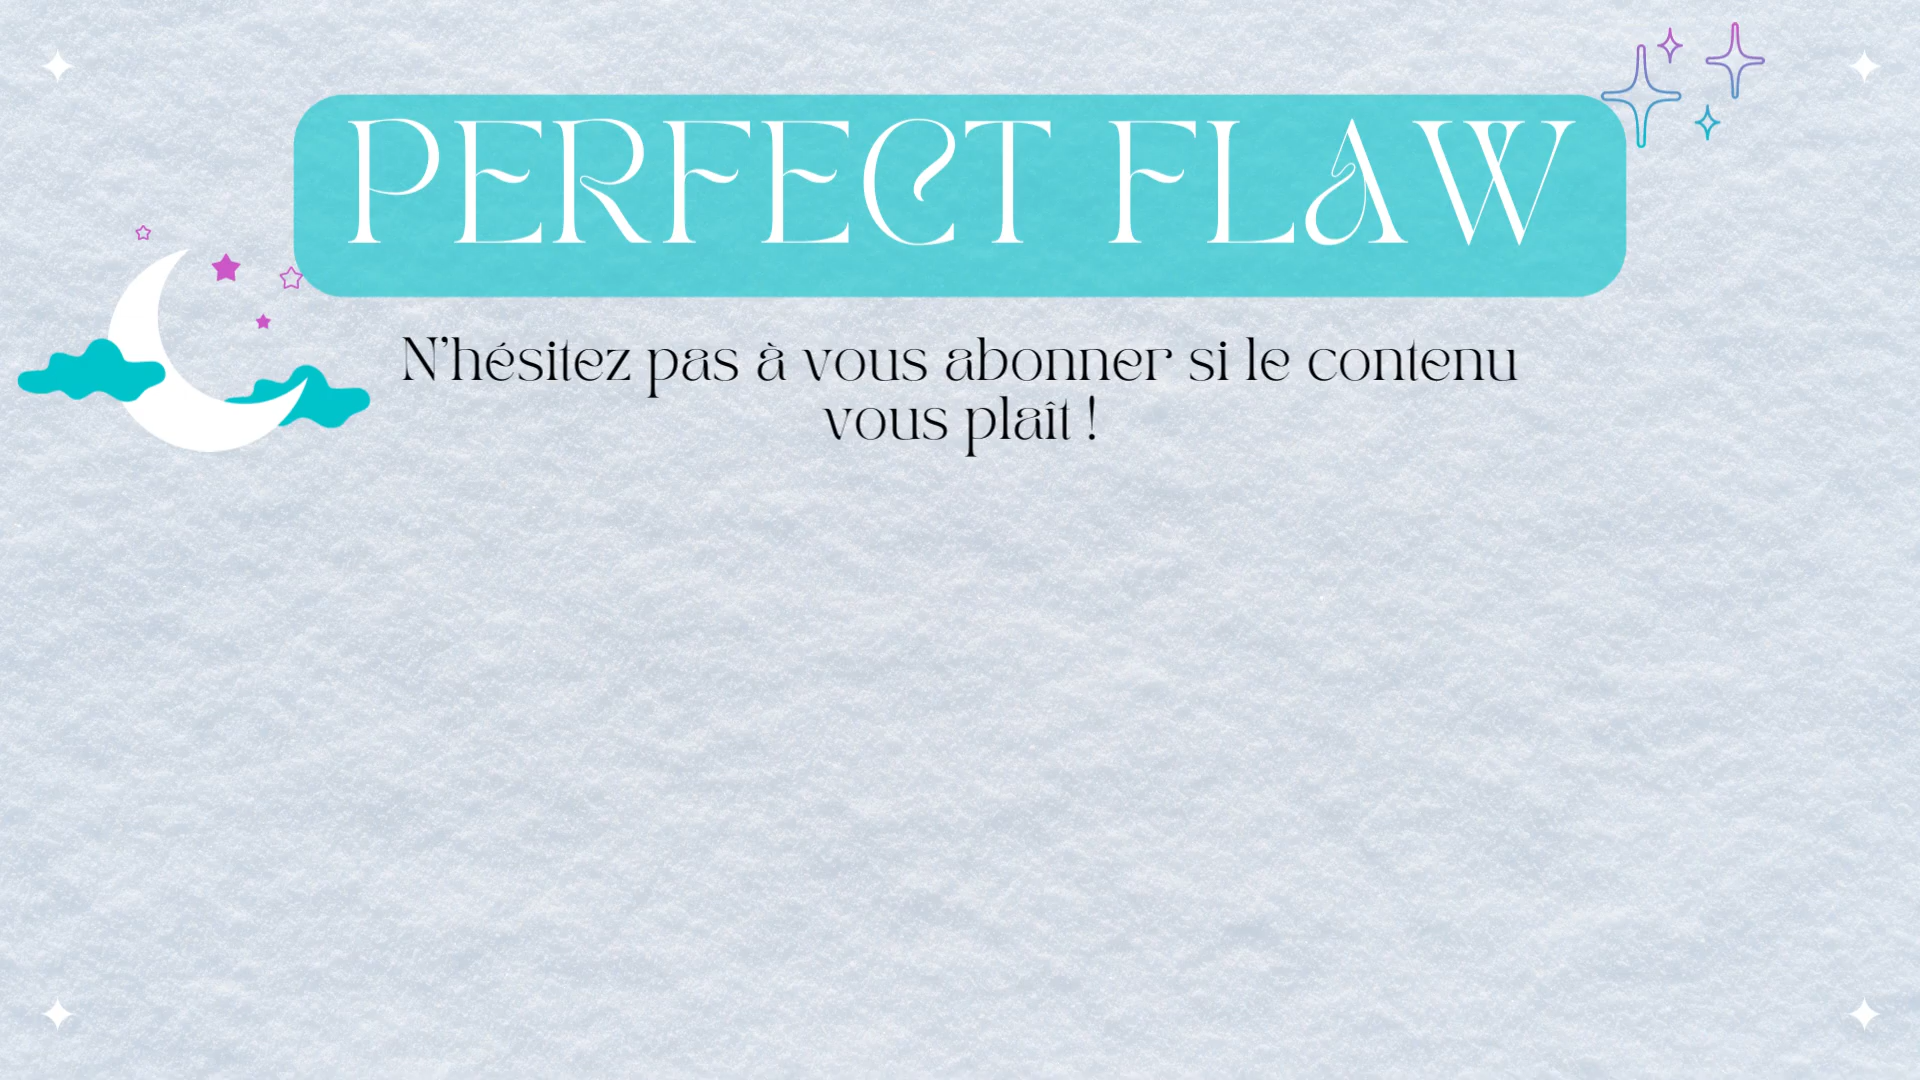 PERFECT FLAW
N’hésitez pas à vous abonner si le contenu
vous plaît !